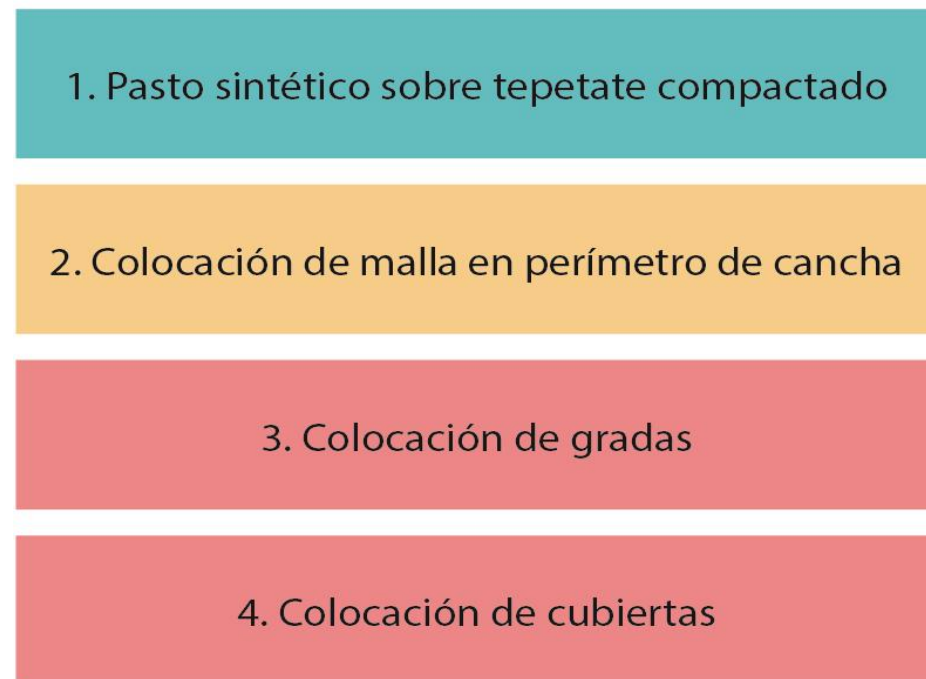 1. Pasto sintético sobre tepetate compactado
2. Colocación de malla en perímetro de cancha
3. Colocación de gradas
4. Colocación de cubiertas